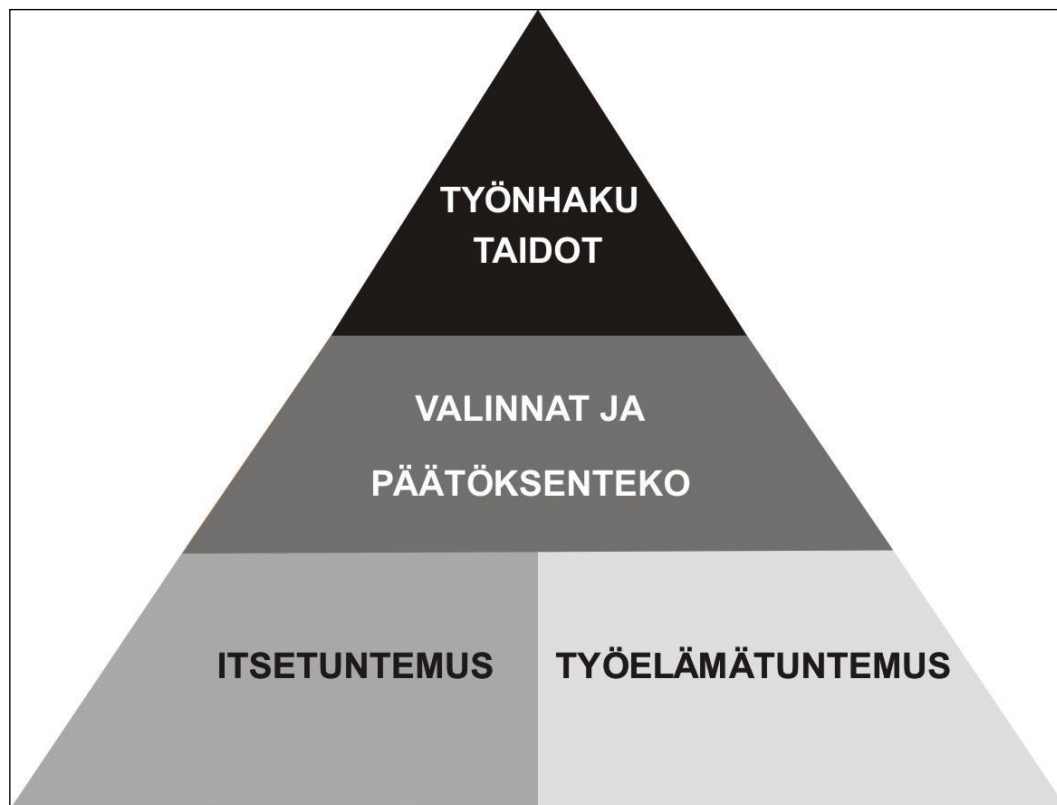 TYÖNHAKU
TAIDOT
VALINNAT JA
PÄÄTÖKSENTEKO
ITSETUNTEMUS
TYÖELÄMÄTUNTEMUS